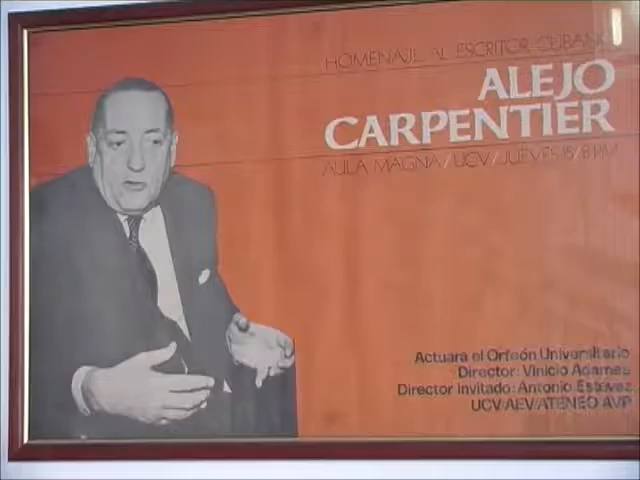 HOMENAJE AL ESCRITOR CUBANO
ALEJO
CARPENTIER
AULA MAGNA/UCV/JUEVES 15/8 PM
Actuara el Orfeón Universitario
Director: Vinicio Adames
Director invitado: Antonio Estévez
UCV/AEV/ATENEO AVP